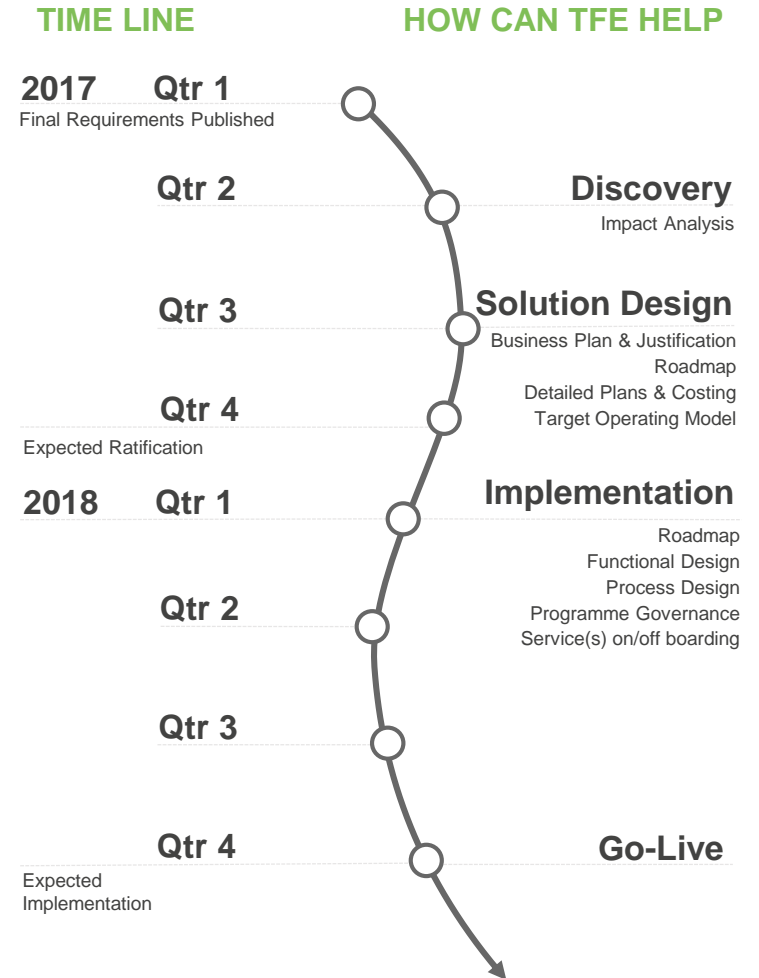 TIME LINE
HOW CAN TFE HELP
2017 Qtr 1
Final Requirements Published
Qtr 2
Discovery
Impact Analysis
Qtr 3
Solution Design
Business Plan & Justification
Roadmap
Detailed Plans & Costing
Target Operating Model
Qtr 4
Expected Ratification
2018 Qtr 1
Implementation
Roadmap
Functional Design
Process Design
Programme Governance
Service(s) on/off boarding
Qtr 2
Qtr 3
Qtr 4
Go-Live
Expected
Implementation